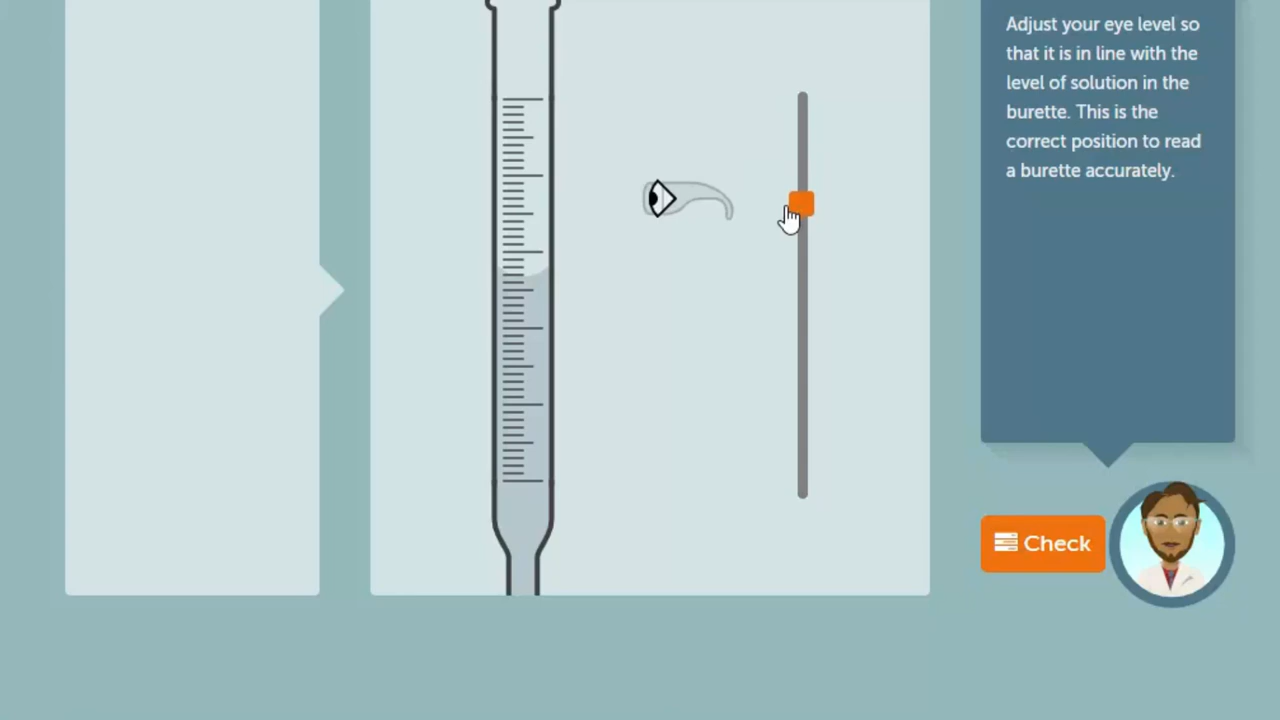 Adjust your eye level so
that it is in line with the
level of solution in the
burette. This is the
correct position to read
a burette accurately.
Check